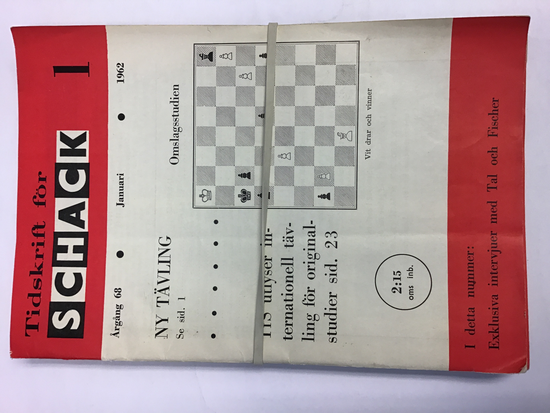 Tidskrift för
SCHACK 1
Årgång 68 • Januari • 1962
NY TÄVLING
Se sid. 1
Omslagsstudien
Vit drar och vinner
TfS utlyser in-
ternationell täv-
ling för original-
studier sid. 23
2:15
oms inb.
I detta nummer:
Exklusiva intervjuer med Tal och Fischer